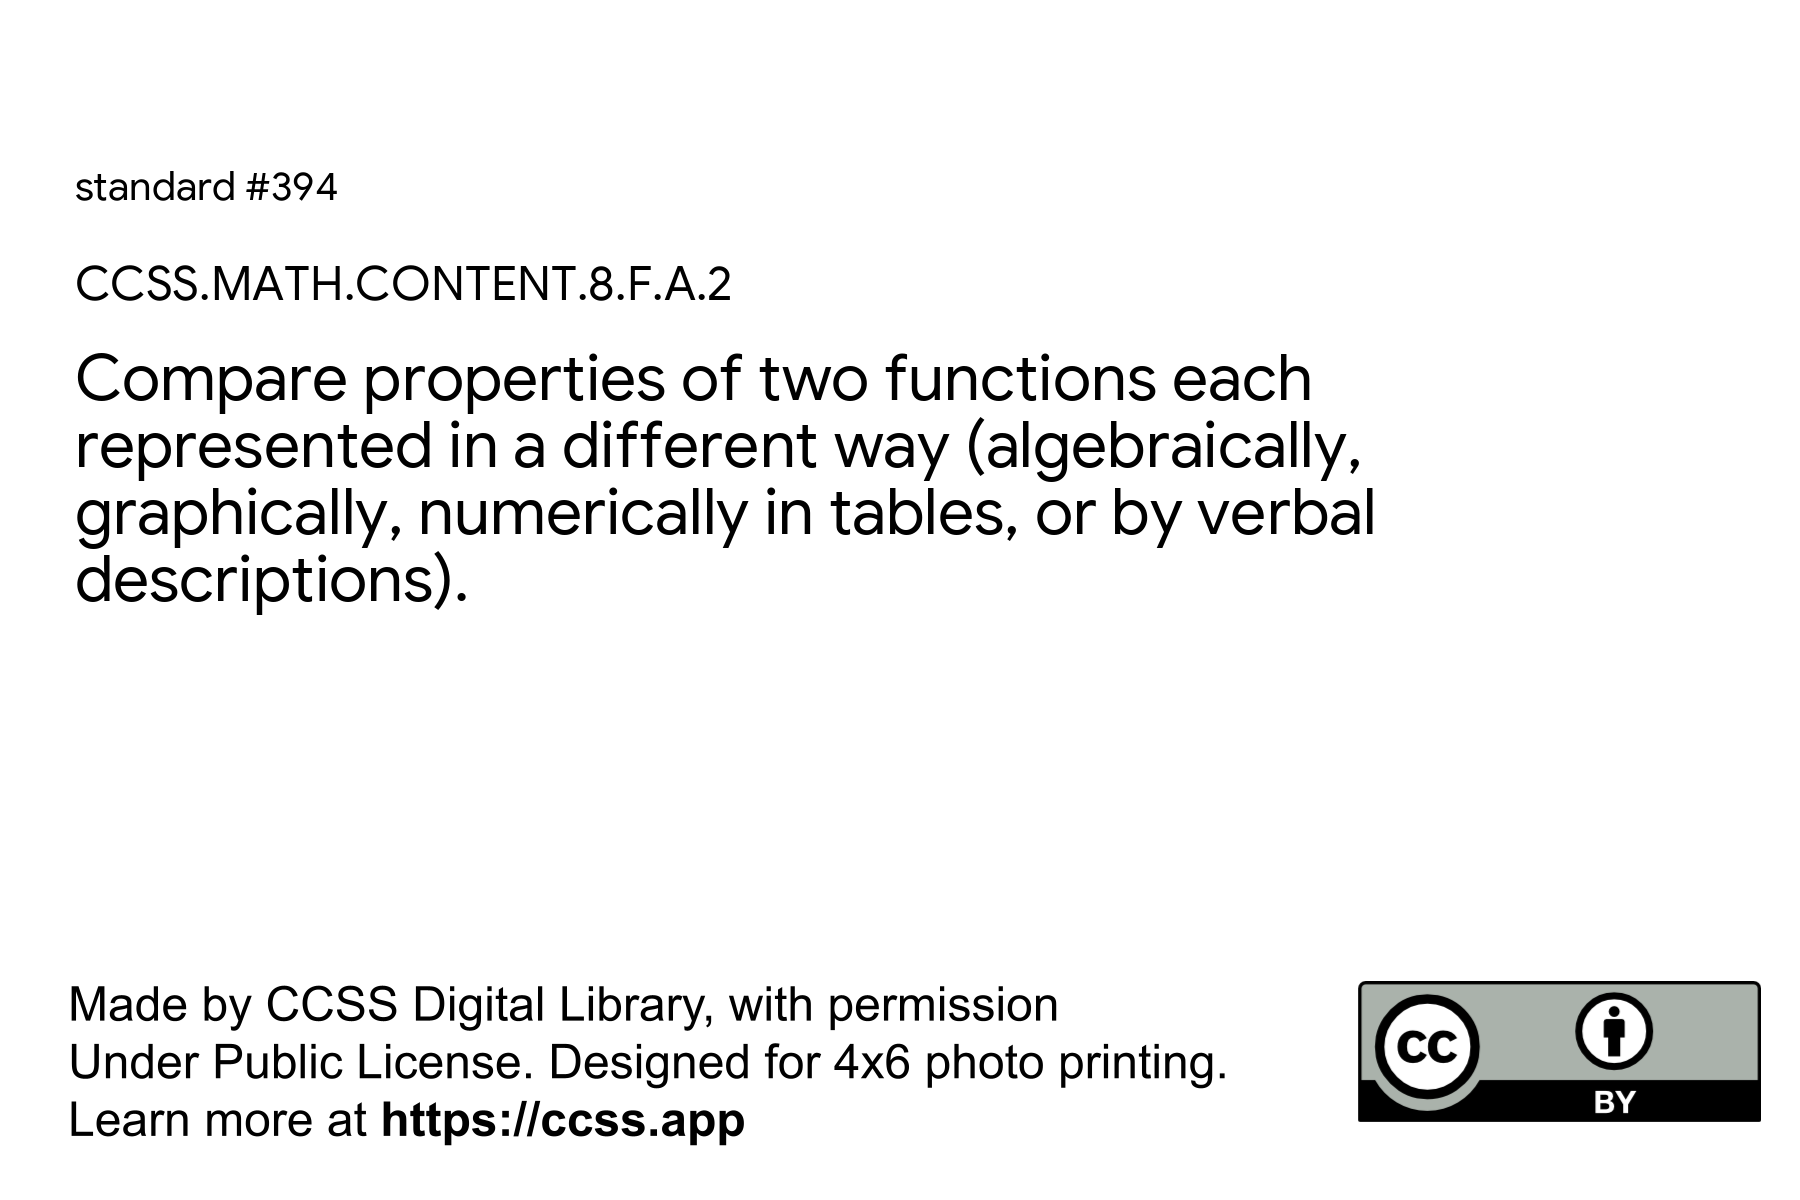 standard #394
CCSS.MATH.CONTENT.8.F.A.2
Compare properties of two functions each
represented in a different way (algebraically,
graphically, numerically in tables, or by verbal
descriptions).
Made by CCSS Digital Library, with permission
Under Public License. Designed for 4x6 photo printing.
Learn more at https://ccss.app
CC
BY